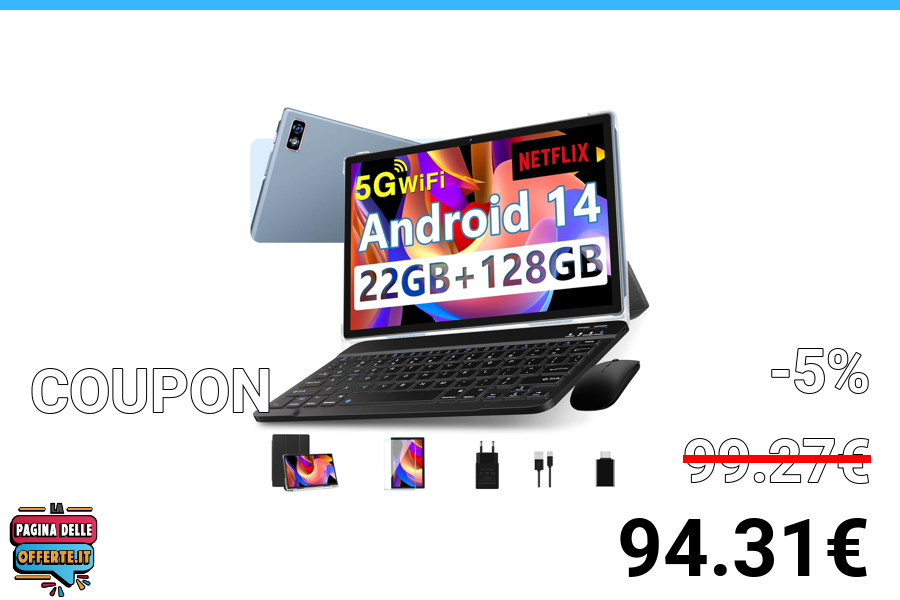 NETFLIX
5G WiFi
Android 14
22GB+128GB
COUPON
-5%
99.27€
94.31€
LA
PAGINA DELLE
OFFERTE.IT